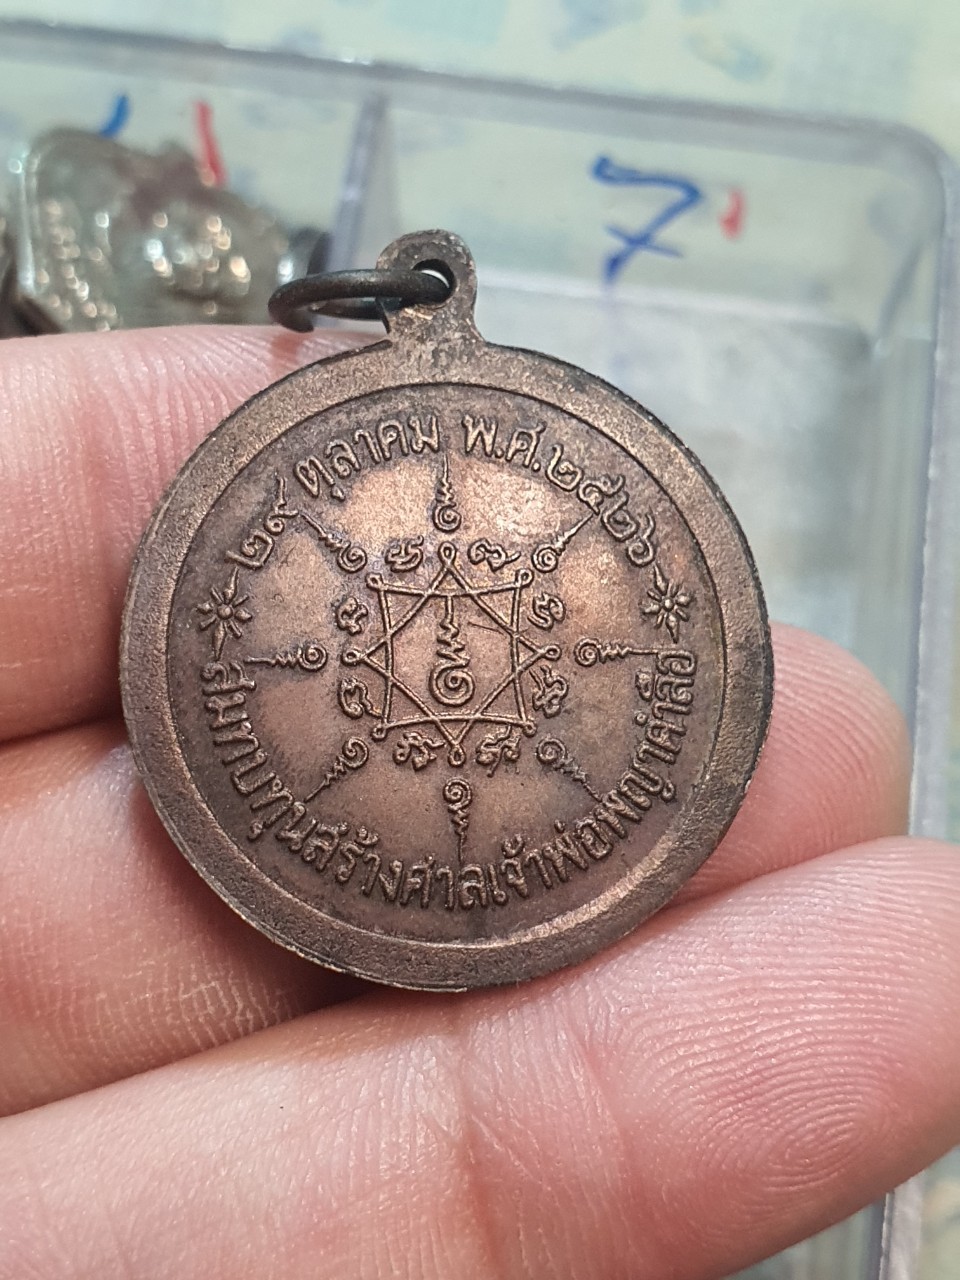 7'
๒๙ ตุลาคม พ.ศ.๒๕๒๖
สมทบทุนสร้างศาลเจ้าพ่อพญาคำลือ